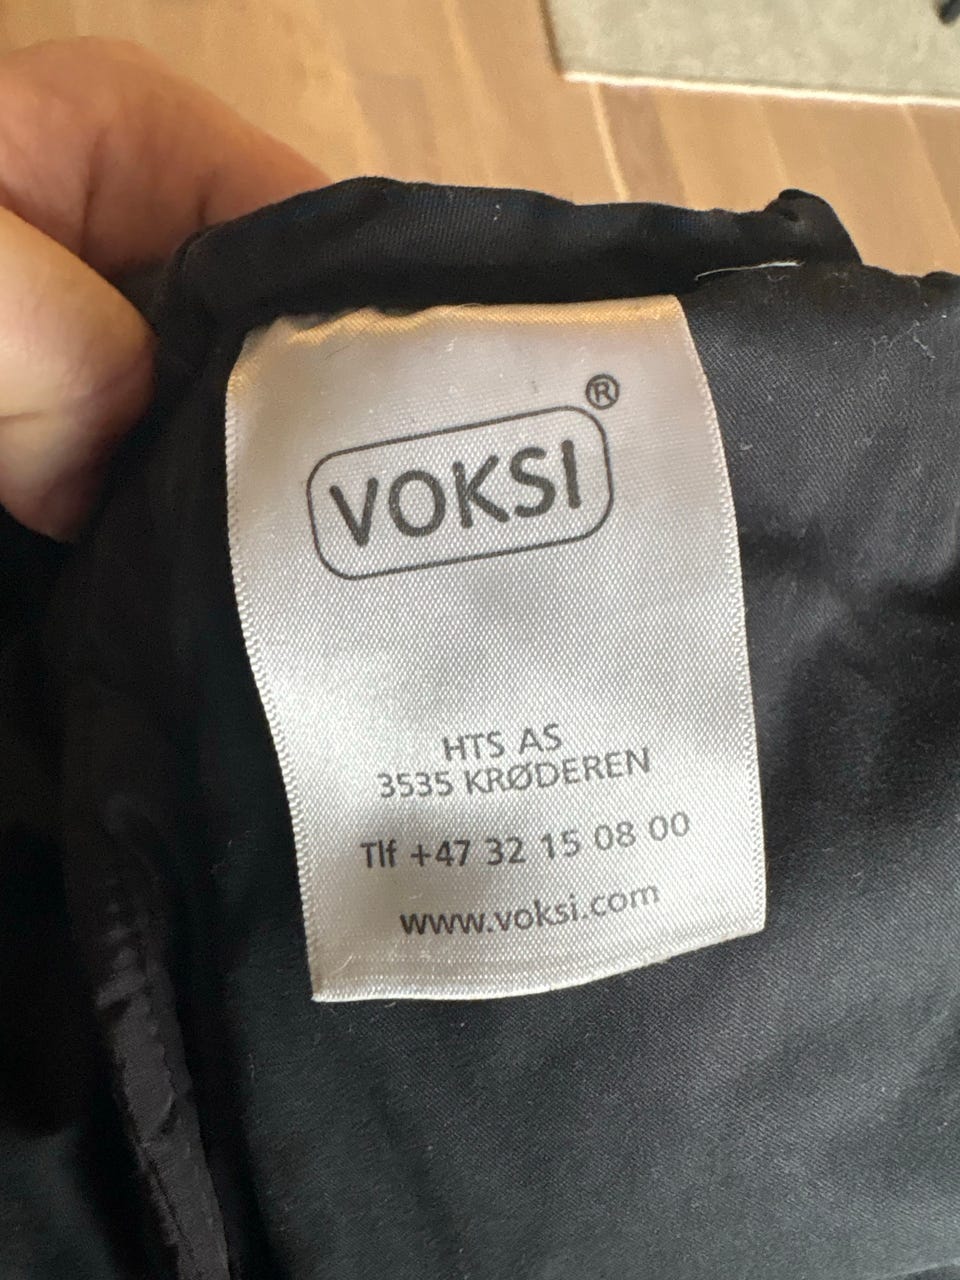 VOKSI®
HTS AS
3535 KRØDEREN
Tlf +47 32 15 08 00
www.voksi.com